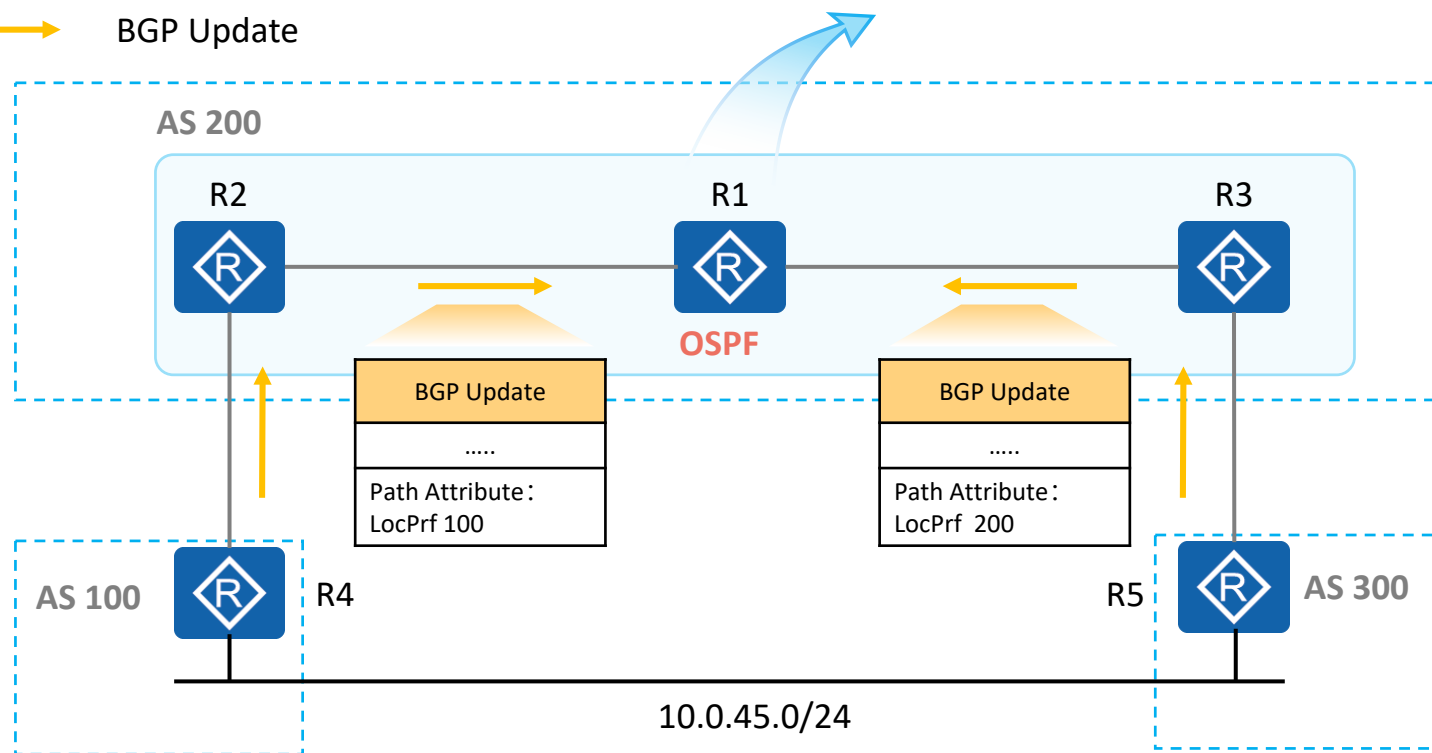 BGP Update
AS 200
R2
R1
R3
R
R
R
OSPF
BGP Update
…..
Path Attribute：
LocPrf 100
BGP Update
…..
Path Attribute：
LocPrf  200
AS 100
R
R4
R5
R
AS 300
10.0.45.0/24